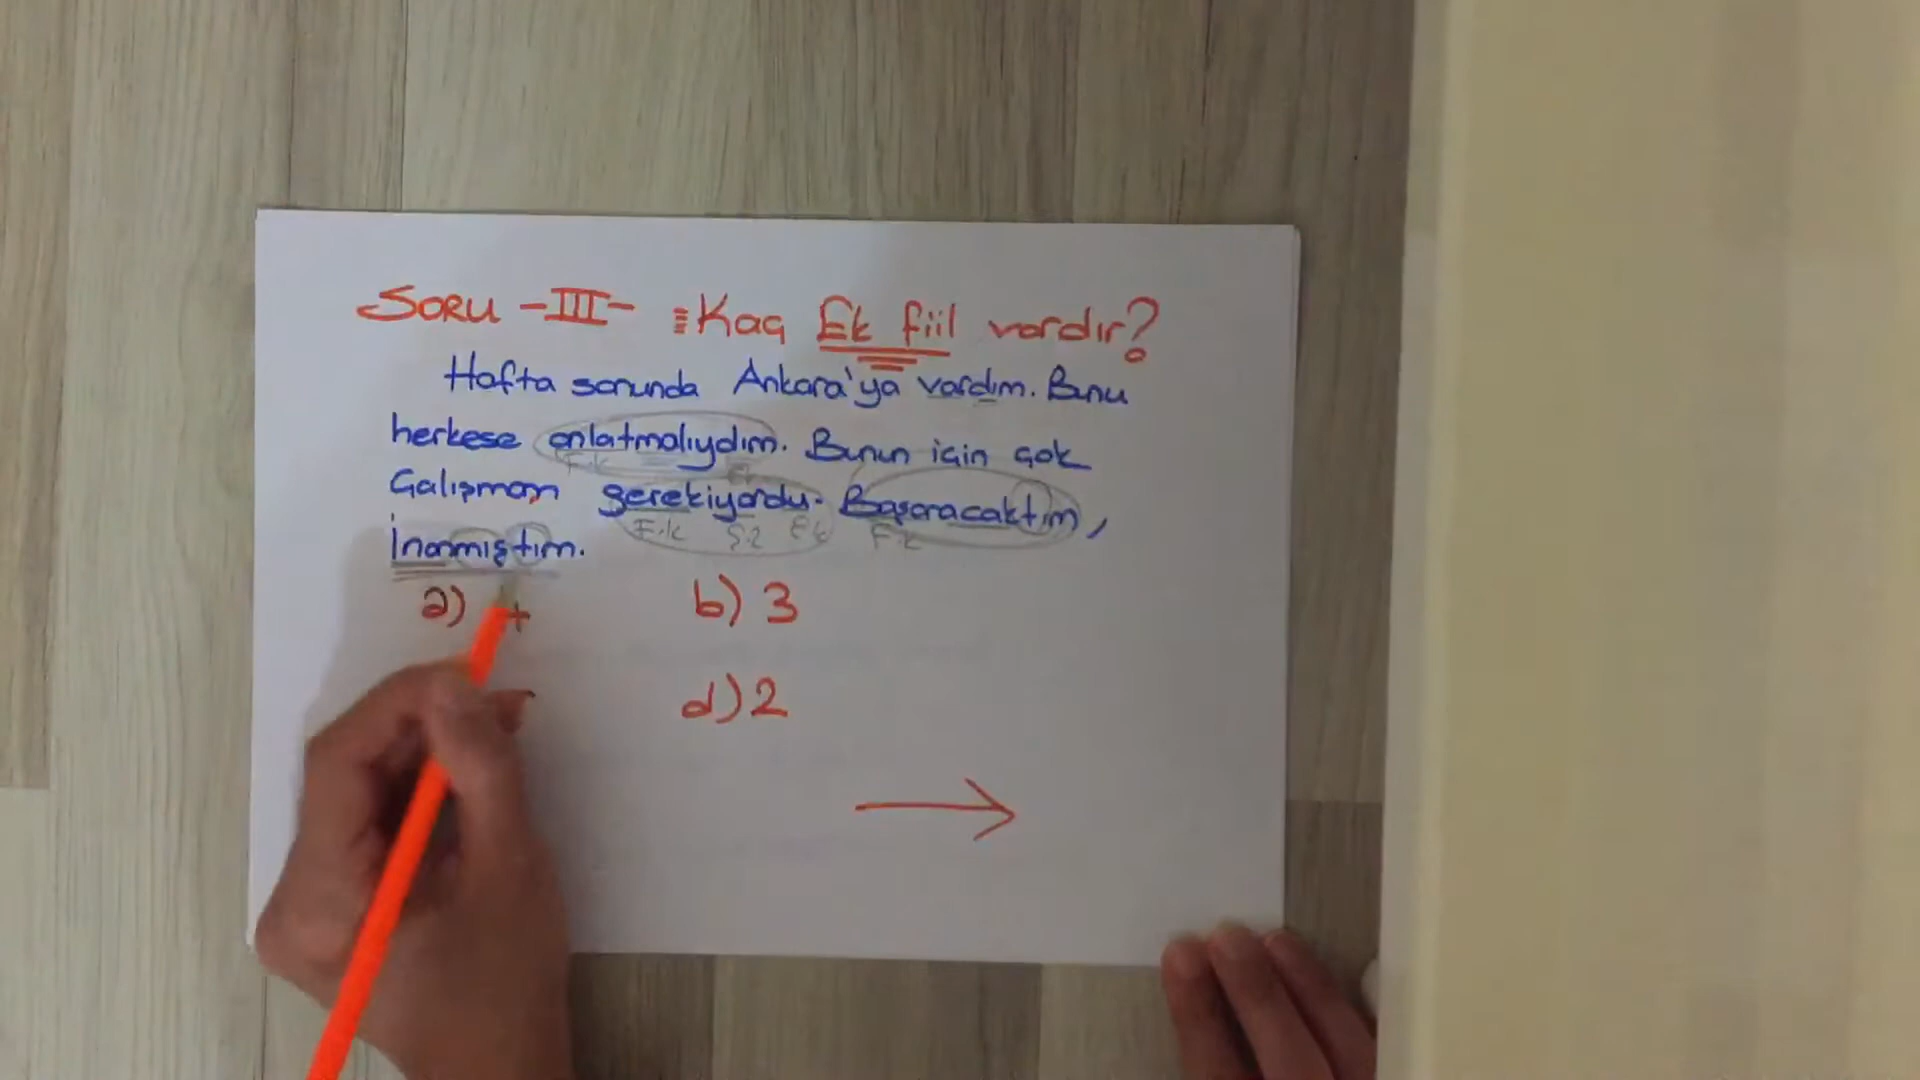 SORU -III- Kaç Ek fiil vardır?
Hafta sonunda Ankara'ya vardım. Bunu
herkese anlatmalıydım. Bunun için çok
F.k
Çalışmam gerekiyordu. Başaracaktım,
F.k Ş.z F.k
İnanmıştım.
a) b) 3
d) 2